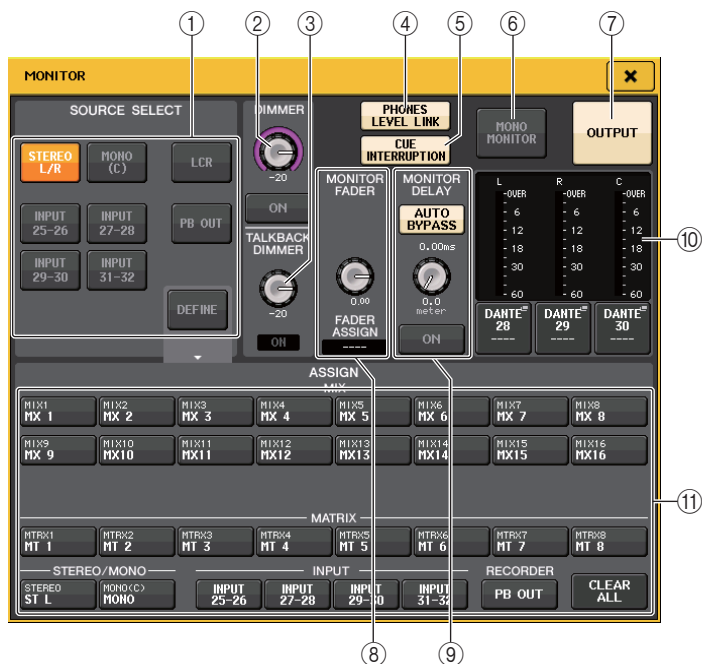 ① ② ③ ④ ⑤ ⑥ ⑦
MONITOR
SOURCE SELECT
STEREO
L/R
MONO
(C)
LCR
INPUT
25-26
INPUT
27-28
PB OUT
INPUT
29-30
INPUT
31-32
DEFINE
DIMMER
-20
ON
TALKBACK
DIMMER
-20
ON
PHONES
LEVEL LINK
CUE
INTERRUPTION
MONITOR
FADER
0.00
FADER
ASSIGN
----
MONITOR
DELAY
AUTO
BYPASS
0.00ms
0.0
meter
ON
MONO
MONITOR
OUTPUT
L R C
-OVER -OVER -OVER
- 6 - 6 - 6
- 12 - 12 - 12
- 18 - 18 - 18
- 30 - 30 - 30
- 60 - 60 - 60
⑩
DANTE
28
----
DANTE
29
----
DANTE
30
----
ASSIGN
MIX
MIX1 MIX2 MIX3 MIX4 MIX5 MIX6 MIX7 MIX8
MX 1 MX 2 MX 3 MX 4 MX 5 MX 6 MX 7 MX 8
MIX9 MIX10 MIX11 MIX12 MIX13 MIX14 MIX15 MIX16
MX 9 MX10 MX11 MX12 MX13 MX14 MX15 MX16
⑪
MATRIX
MTRX1 MTRX2 MTRX3 MTRX4 MTRX5 MTRX6 MTRX7 MTRX8
MT 1 MT 2 MT 3 MT 4 MT 5 MT 6 MT 7 MT 8
STEREO/MONO
STEREO
ST L
MONO(C)
MONO
INPUT
INPUT
25-26
INPUT
27-28
INPUT
29-30
INPUT
31-32
RECORDER
PB OUT
CLEAR
ALL
⑧ ⑨